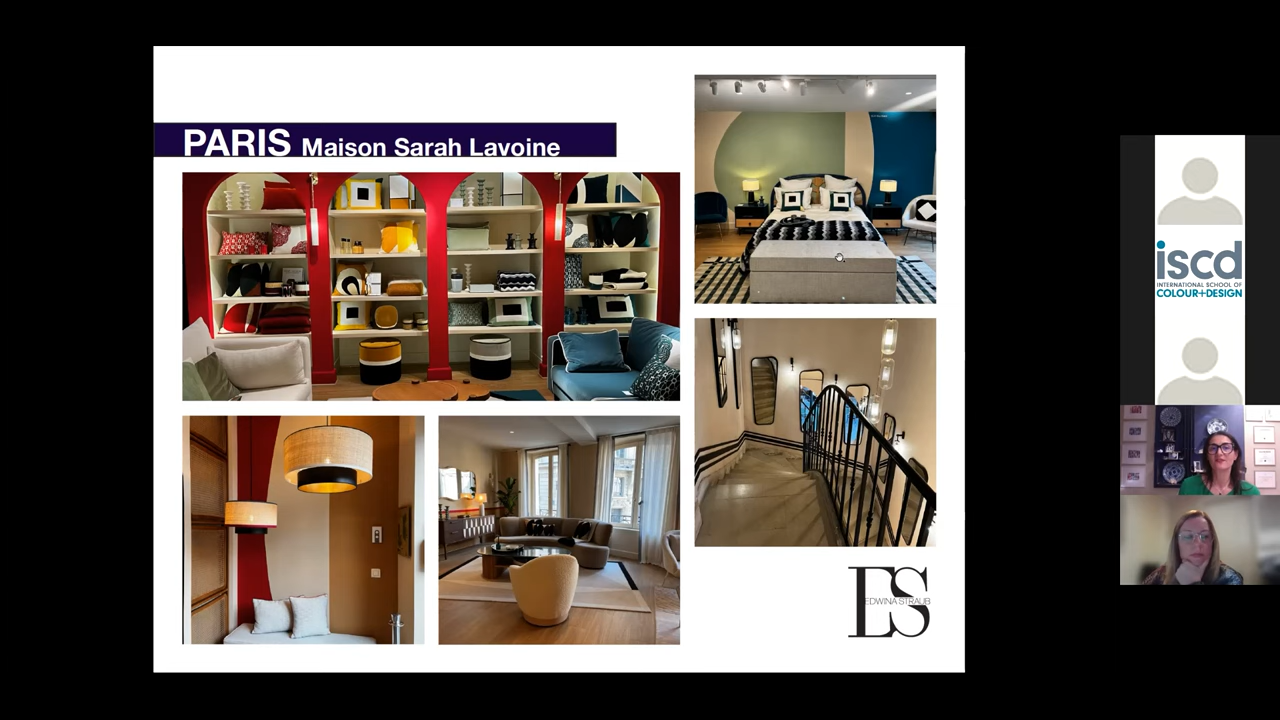 PARIS Maison Sarah Lavoine
ES
EDWINA STRAUB
iscd
INTERNATIONAL SCHOOL OF
COLOUR+DESIGN